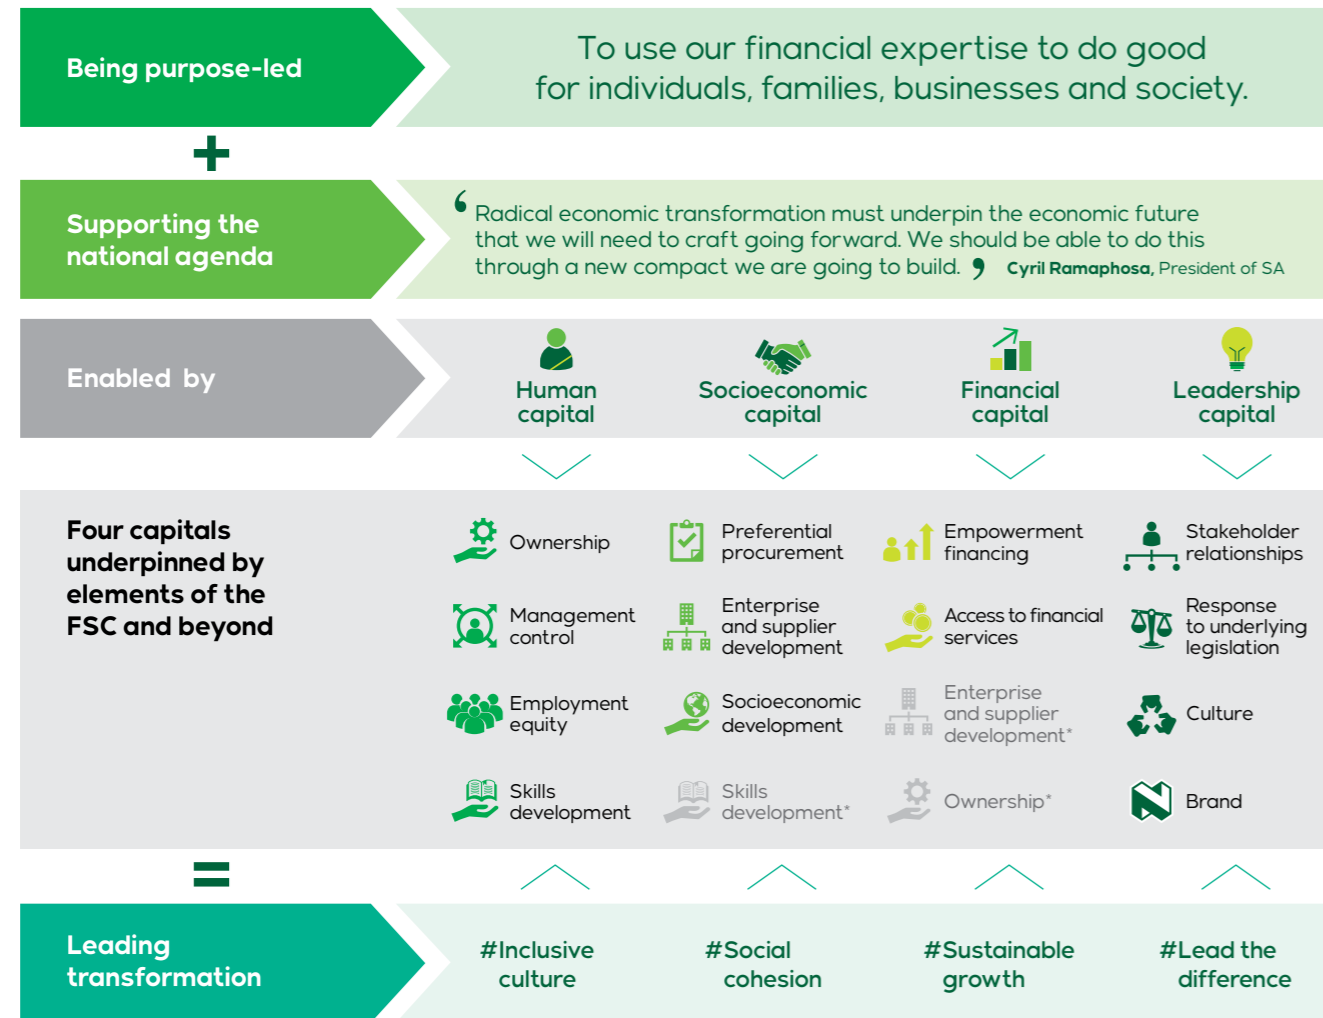 Being purpose-led
To use our financial expertise to do good
for individuals, families, businesses and society.
+
Supporting the
national agenda
‘ Radical economic transformation must underpin the economic future
that we will need to craft going forward. We should be able to do this
through a new compact we are going to build. ’ Cyril Ramaphosa, President of SA
Enabled by
Human
capital
Socioeconomic
capital
Financial
capital
Leadership
capital
Four capitals
underpinned by
elements of the
FSC and beyond
Ownership
Preferential
procurement
Empowerment
financing
Stakeholder
relationships
Management
control
Enterprise
and supplier
development
Access to financial
services
Response
to underlying
legislation
Employment
equity
Socioeconomic
development
Enterprise
and supplier
development*
Culture
Skills
development
Skills
development*
Ownership*
Brand
=
Leading
transformation
#Inclusive
culture
#Social
cohesion
#Sustainable
growth
#Lead the
difference